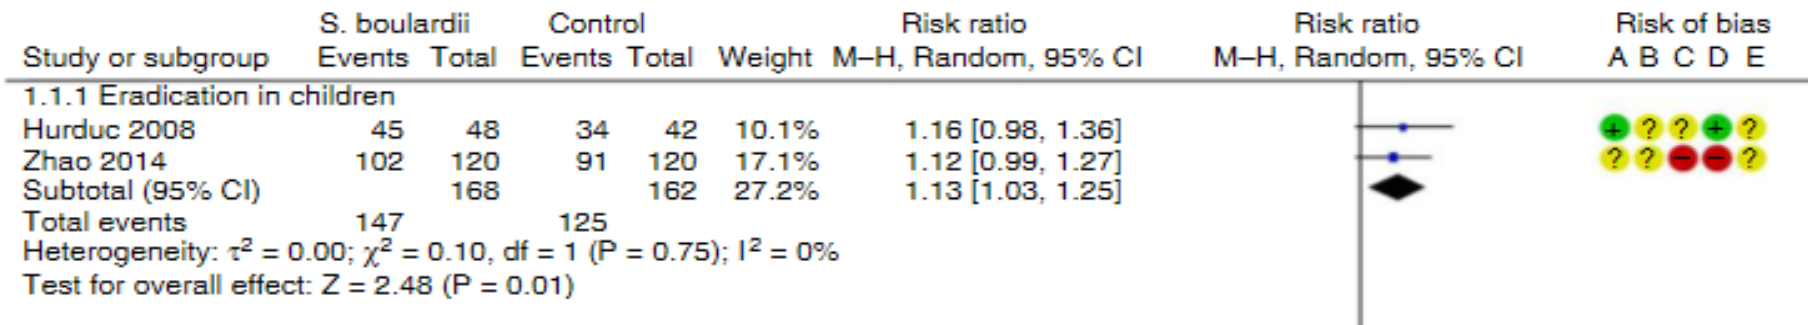 S. boulardii Control Risk ratio Risk ratio Risk of bias
Study or subgroup Events Total Events Total Weight M–H, Random, 95% CI M–H, Random, 95% CI A B C D E
1.1.1 Eradication in children
Hurduc 2008 45 48 34 42 10.1% 1.16 [0.98, 1.36] + ? ? + ?
Zhao 2014 102 120 91 120 17.1% 1.12 [0.99, 1.27] ? ? – – ?
Subtotal (95% CI) 168 162 27.2% 1.13 [1.03, 1.25]
Total events 147 125
Heterogeneity: τ² = 0.00; χ² = 0.10, df = 1 (P = 0.75); I² = 0%
Test for overall effect: Z = 2.48 (P = 0.01)